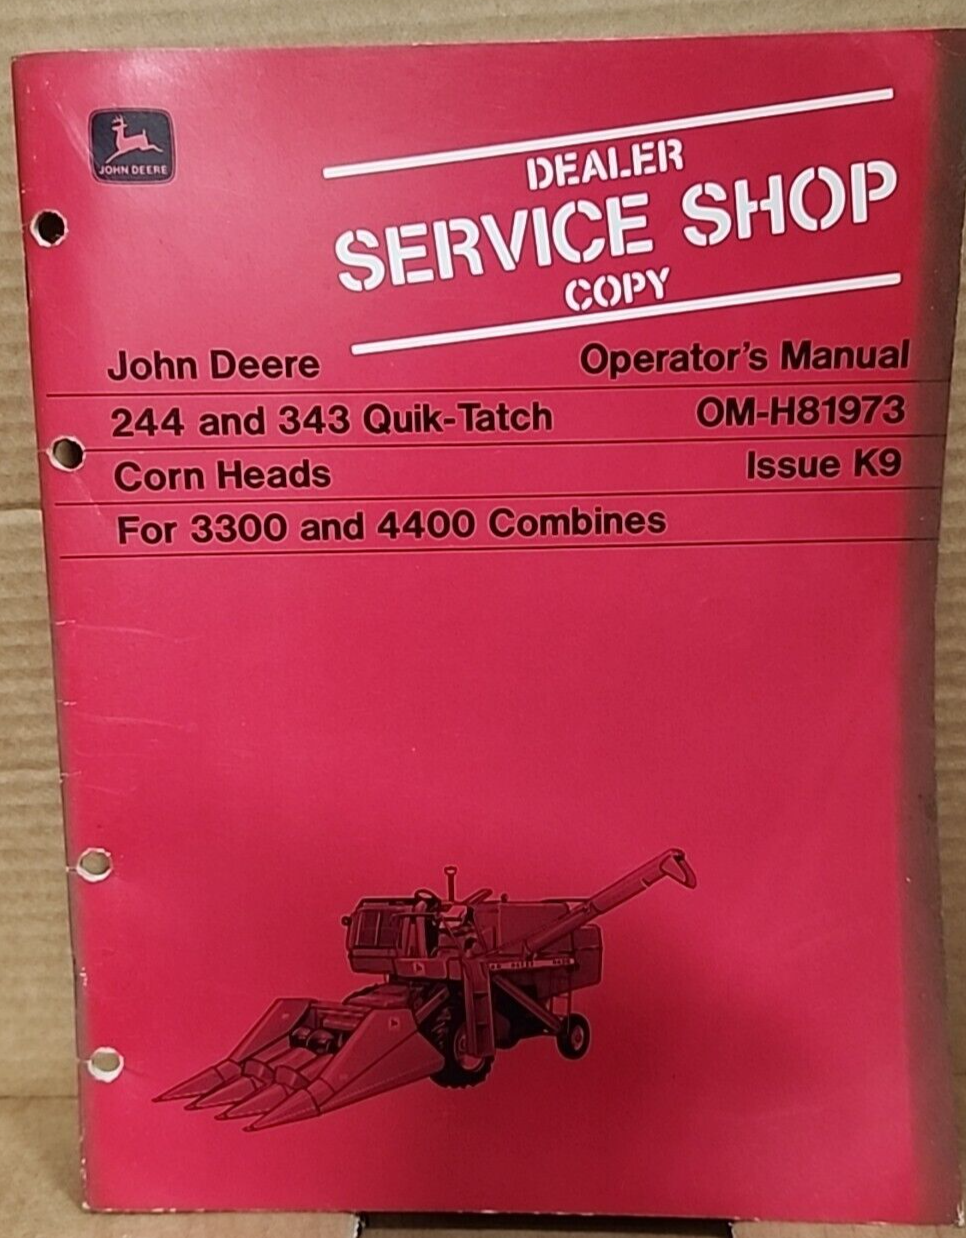 JOHN DEERE
DEALER
SERVICE SHOP
COPY
John Deere Operator's Manual
244 and 343 Quik-Tatch OM-H81973
Corn Heads Issue K9
For 3300 and 4400 Combines